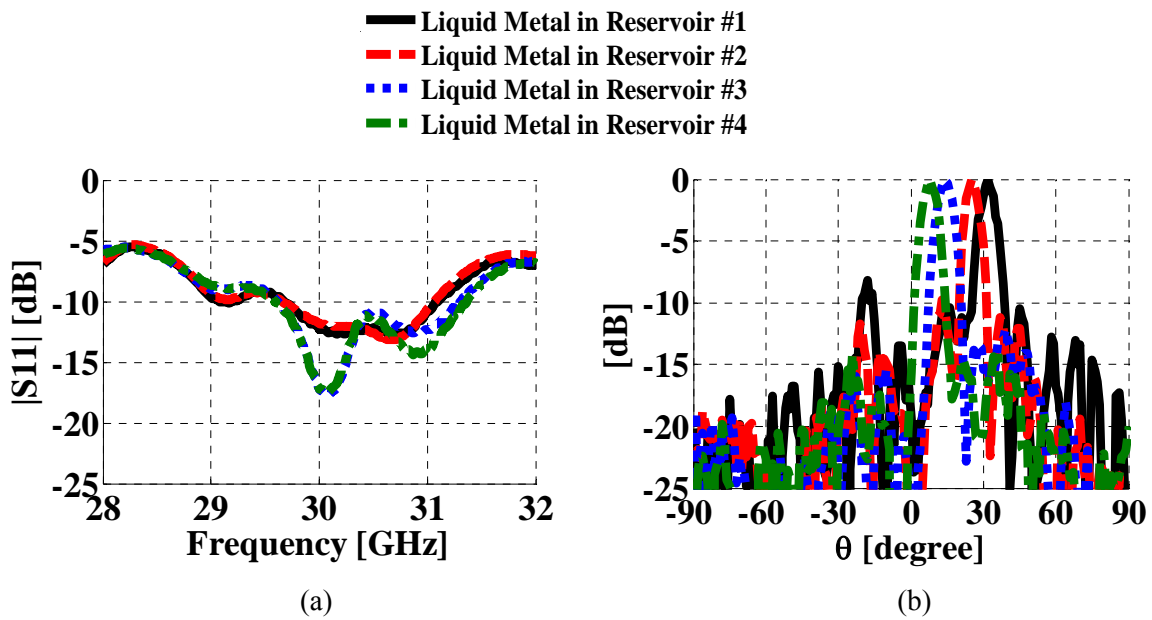 Liquid Metal in Reservoir #1
Liquid Metal in Reservoir #2
Liquid Metal in Reservoir #3
Liquid Metal in Reservoir #4
0
-5
-10
-15
-20
-25
|S11| [dB]
28 29 30 31 32
Frequency [GHz]
(a)
0
-5
-10
-15
-20
-25
[dB]
-90 -60 -30 0 30 60 90
θ [degree]
(b)